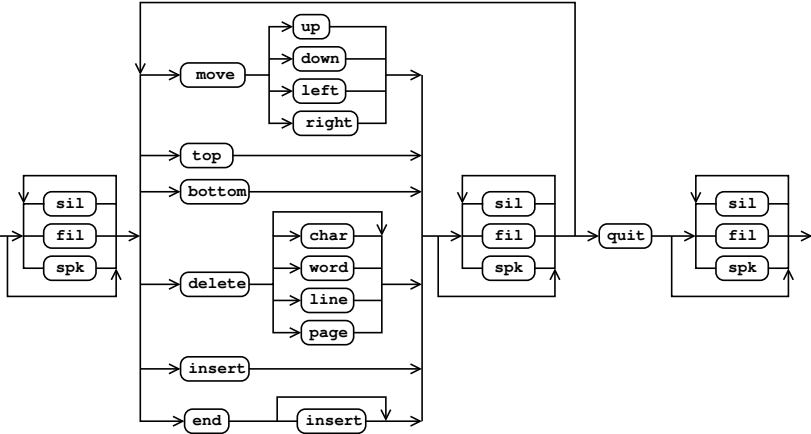 up
move
down
left
right
top
bottom
sil
fil
spk
char
delete
word
line
page
insert
end
insert
sil
fil
spk
quit
sil
fil
spk